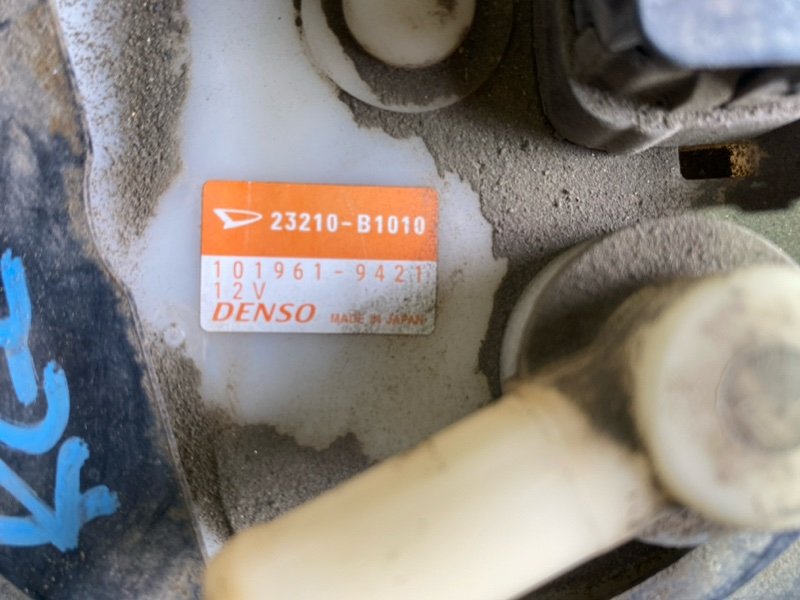 23210-B1010
101961-9421
12V
DENSO MADE IN JAPAN